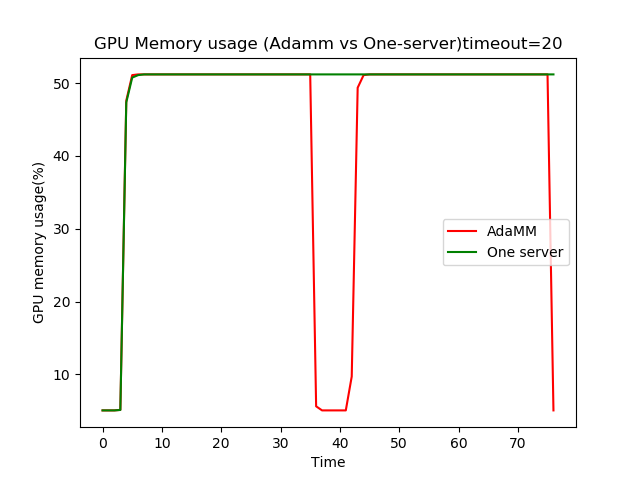 GPU Memory usage (Adamm vs One-server)timeout=20
GPU memory usage(%)
50
40
30
20
10
AdaMM
One server
0 10 20 30 40 50 60 70
Time